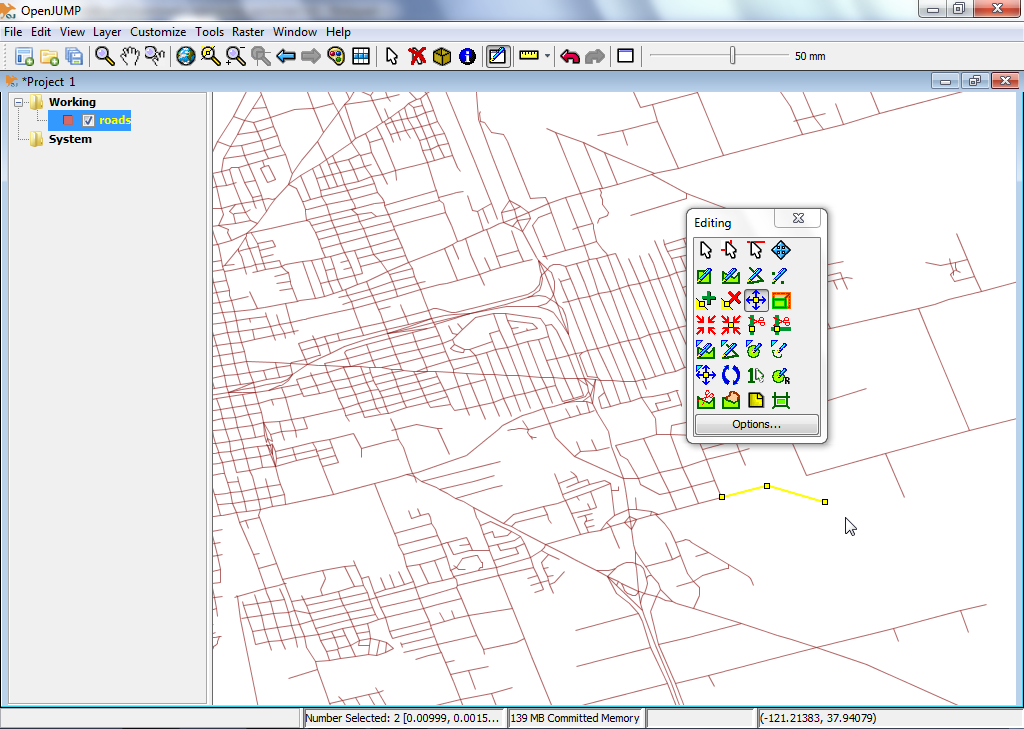 OpenJUMP
File Edit View Layer Customize Tools Raster Window Help
50 mm
*Project 1
Working
roads
System
Editing
1
R
Options...
Number Selected: 2 [0.00999, 0.0015... 139 MB Committed Memory (-121.21383, 37.94079)